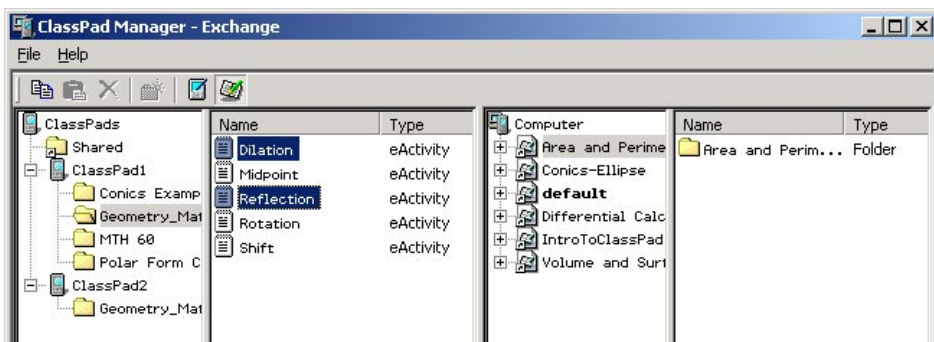 ClassPad Manager - Exchange
File Help
ClassPads
Shared
ClassPad1
Conics Examp
Geometry_Mat
MTH 60
Polar Form C
ClassPad2
Geometry_Mat
Name Type
Dilation eActivity
Midpoint eActivity
Reflection eActivity
Rotation eActivity
Shift eActivity
Computer
Area and Perime
Conics-Ellipse
default
Differential Calc
IntroToClassPad
Volume and Surf
Name Type
Area and Perim... Folder